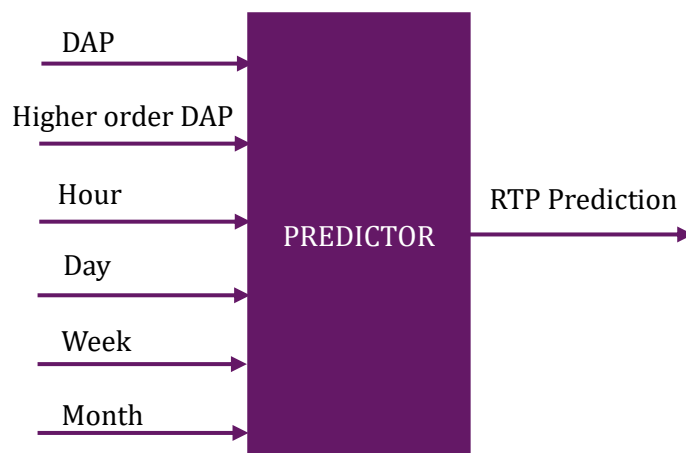 DAP
Higher order DAP
Hour
Day
Week
Month
PREDICTOR
RTP Prediction